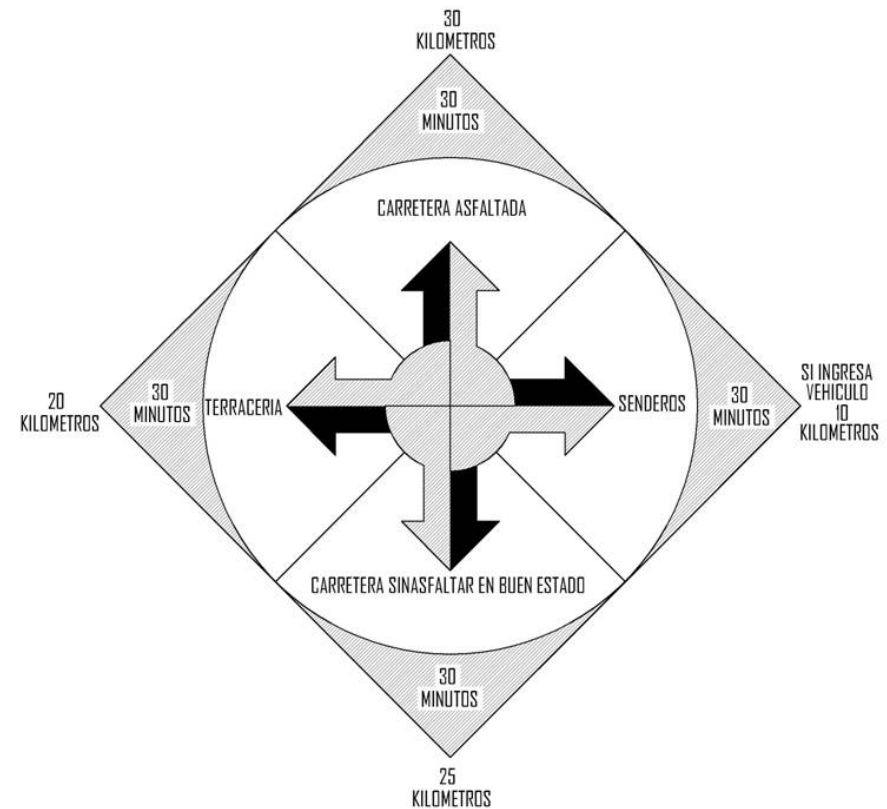 30
KILOMETROS
30
MINUTOS
CARRETERA ASFALTADA
20
KILOMETROS
30
MINUTOS
TERRACERIA
SENDEROS
30
MINUTOS
SI INGRESA
VEHICULO
10
KILOMETROS
CARRETERA SINASFALTAR EN BUEN ESTADO
30
MINUTOS
25
KILOMETROS